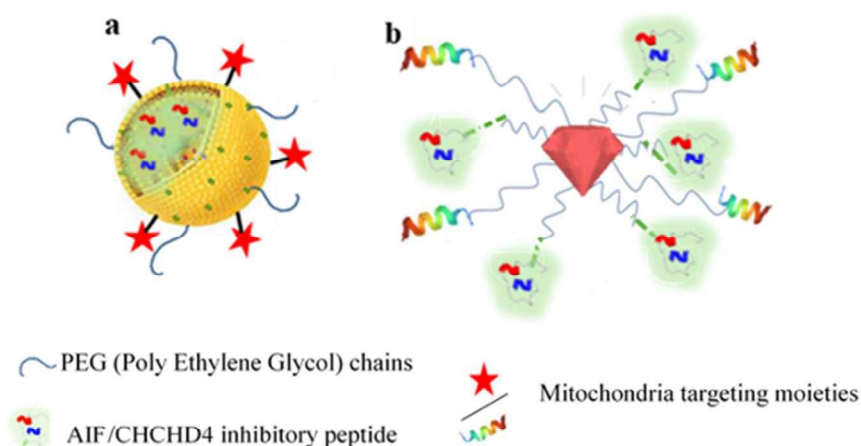 a
b
PEG (Poly Ethylene Glycol) chains
Mitochondria targeting moieties
AIF/CHCHD4 inhibitory peptide